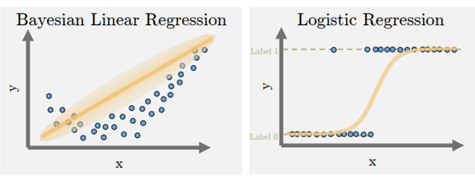 Bayesian Linear Regression
y
x
Logistic Regression
Label 1
y
Label 0
x